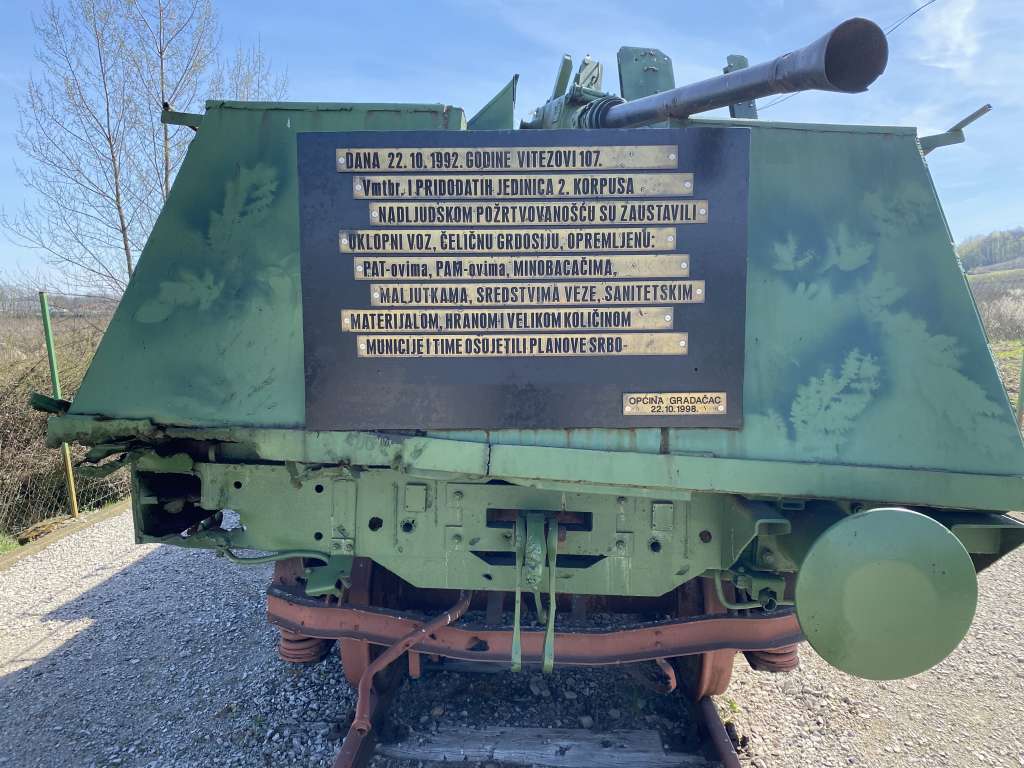 DANA 22.10.1992. GODINE VITEZOVI 107.
Vmtbr. I PRIDODATIH JEDINICA 2. KORPUSA
NADLJUDSKOM POŽRTVOVANOŠĆU SU ZAUSTAVILI
OKLOPNI VOZ, ČELIČNU GRDOSIJU, OPREMLJENU:
PAT-ovima, PAM-ovima, MINOBACAČIMA,
MALJUTKAMA, SREDSTVIMA VEZE, SANITETSKIM
MATERIJALOM, HRANOM I VELIKOM KOLIČINOM
MUNICIJE I TIME OSUJETILI PLANOVE SRBO-
OPĆINA GRADAČAC
22.10.1998.